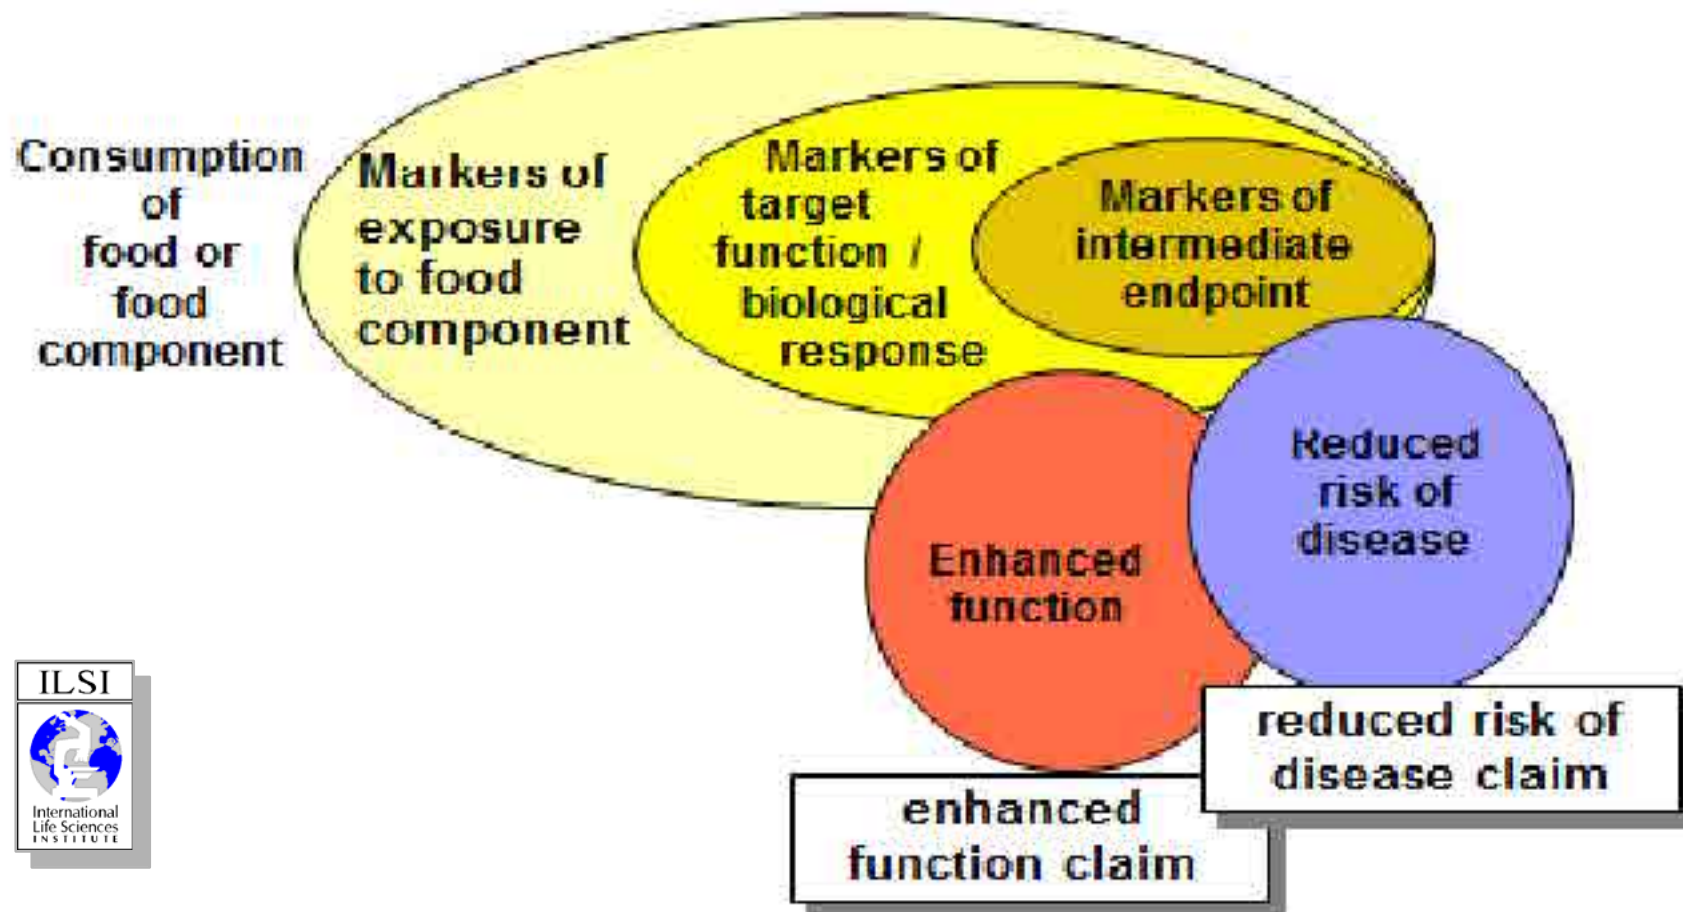 Consumption
of
food or
food
component
Markers of
exposure
to food
component
Markers of
target
function /
biological
response
Markers of
intermediate
endpoint
Enhanced
function
Reduced
risk of
disease
enhanced
function claim
reduced risk of
disease claim
ILSI
International
Life Sciences
INSTITUTE